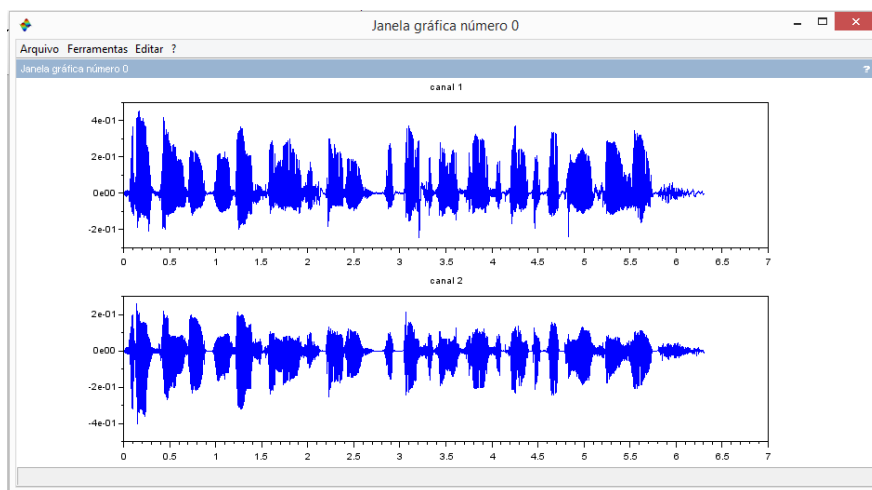 Janela gráfica número 0
Arquivo Ferramentas Editar ?
Janela gráfica número 0 ?
canal 1
4e-01
2e-01
0e00
-2e-01
0 0.5 1 1.5 2 2.5 3 3.5 4 4.5 5 5.5 6 6.5 7
canal 2
2e-01
0e00
-2e-01
-4e-01
0 0.5 1 1.5 2 2.5 3 3.5 4 4.5 5 5.5 6 6.5 7